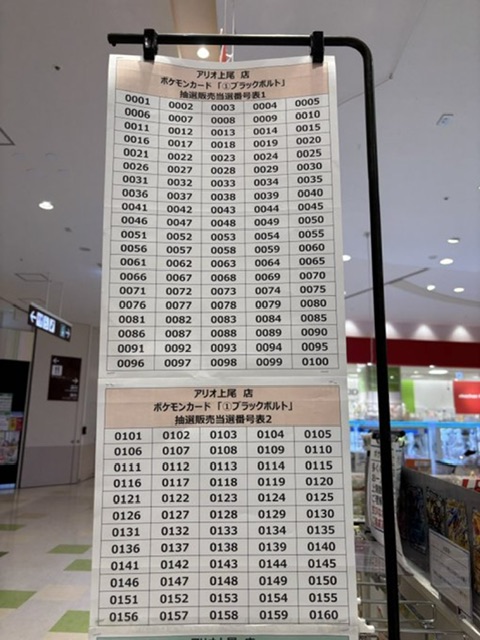 アリオ上尾 店
ポケモンカード「①ブラックボルト」
抽選販売当選番号表1
0001 0002 0003 0004 0005
0006 0007 0008 0009 0010
0011 0012 0013 0014 0015
0016 0017 0018 0019 0020
0021 0022 0023 0024 0025
0026 0027 0028 0029 0030
0031 0032 0033 0034 0035
0036 0037 0038 0039 0040
0041 0042 0043 0044 0045
0046 0047 0048 0049 0050
0051 0052 0053 0054 0055
0056 0057 0058 0059 0060
0061 0062 0063 0064 0065
0066 0067 0068 0069 0070
0071 0072 0073 0074 0075
0076 0077 0078 0079 0080
0081 0082 0083 0084 0085
0086 0087 0088 0089 0090
0091 0092 0093 0094 0095
0096 0097 0098 0099 0100
アリオ上尾 店
ポケモンカード「①ブラックボルト」
抽選販売当選番号表2
0101 0102 0103 0104 0105
0106 0107 0108 0109 0110
0111 0112 0113 0114 0115
0116 0117 0118 0119 0120
0121 0122 0123 0124 0125
0126 0127 0128 0129 0130
0131 0132 0133 0134 0135
0136 0137 0138 0139 0140
0141 0142 0143 0144 0145
0146 0147 0148 0149 0150
0151 0152 0153 0154 0155
0156 0157 0158 0159 0160
アリオ上尾 店